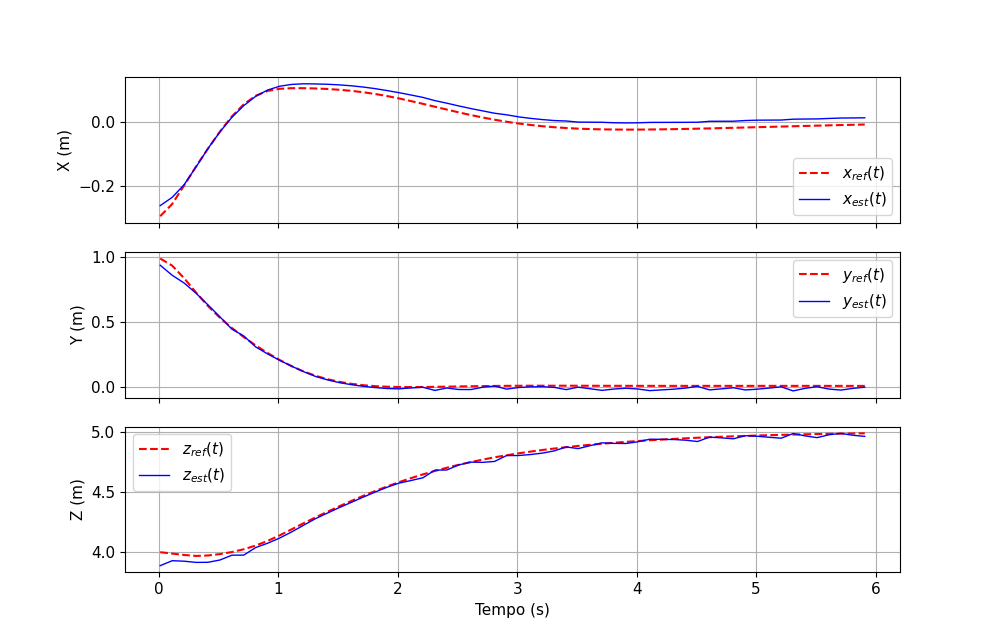 X (m)
0.0
−0.2
x_ref(t)
x_est(t)
Y (m)
1.0
0.5
0.0
y_ref(t)
y_est(t)
Z (m)
5.0
4.5
4.0
z_ref(t)
z_est(t)
0 1 2 3 4 5 6
Tempo (s)